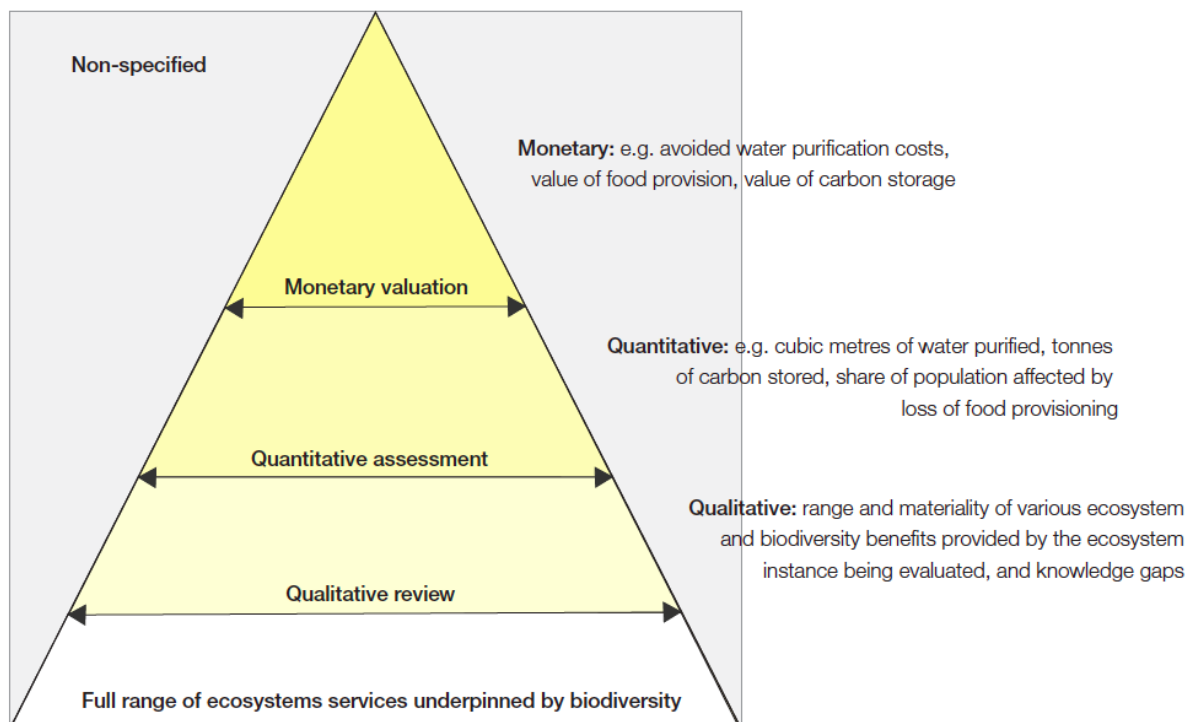 Non-specified
Monetary: e.g. avoided water purification costs,
value of food provision, value of carbon storage
Monetary valuation
Quantitative: e.g. cubic metres of water purified, tonnes
of carbon stored, share of population affected by
loss of food provisioning
Quantitative assessment
Qualitative: range and materiality of various ecosystem
and biodiversity benefits provided by the ecosystem
instance being evaluated, and knowledge gaps
Qualitative review
Full range of ecosystems services underpinned by biodiversity